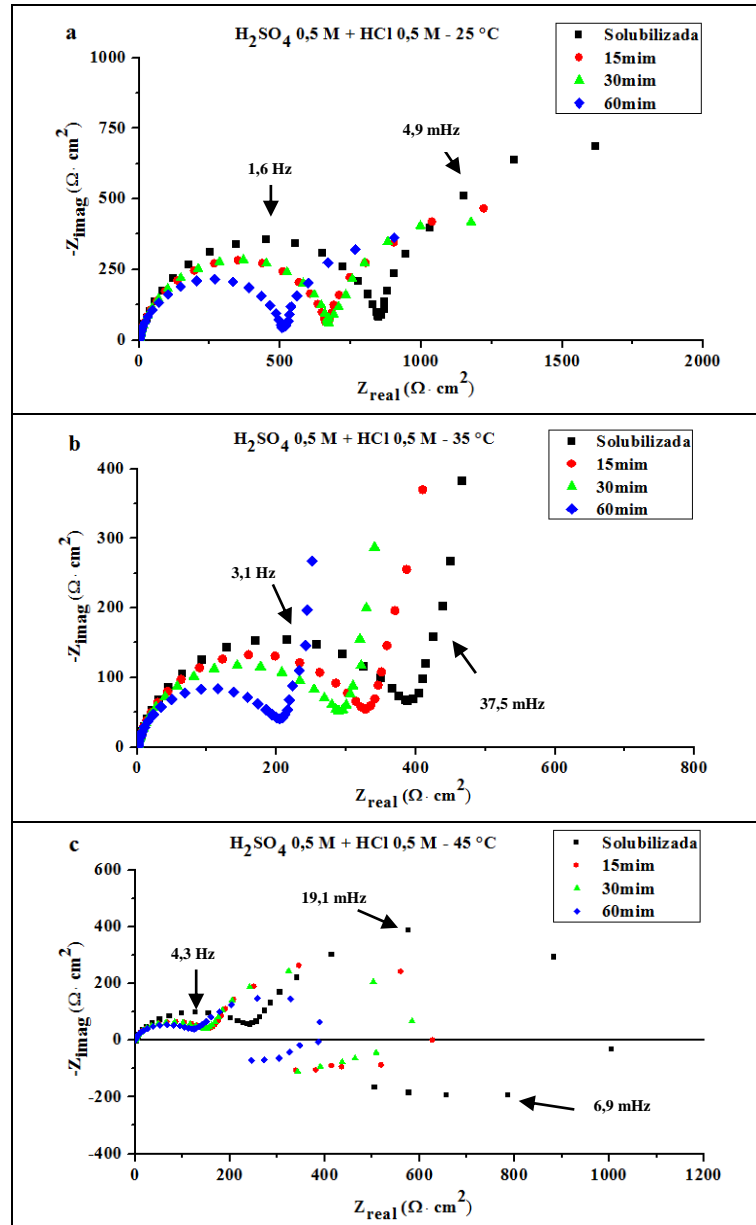 a
H2SO4 0,5 M + HCl 0,5 M - 25 °C
Solubilizada
15mim
30mim
60mim
4,9 mHz
1,6 Hz
-Zimag (Ω· cm2)
1000
750
500
250
0
0 500 1000 1500 2000
Zreal (Ω· cm2)
b
H2SO4 0,5 M + HCl 0,5 M - 35 °C
Solubilizada
15mim
30mim
60mim
3,1 Hz
37,5 mHz
-Zimag (Ω· cm2)
400
300
200
100
0
0 200 400 600 800
Zreal (Ω· cm2)
c
H2SO4 0,5 M + HCl 0,5 M - 45 °C
Solubilizada
15mim
30mim
60mim
19,1 mHz
4,3 Hz
6,9 mHz
-Zimag (Ω· cm2)
600
400
200
0
-200
-400
0 200 400 600 800 1000 1200
Zreal (Ω· cm2)